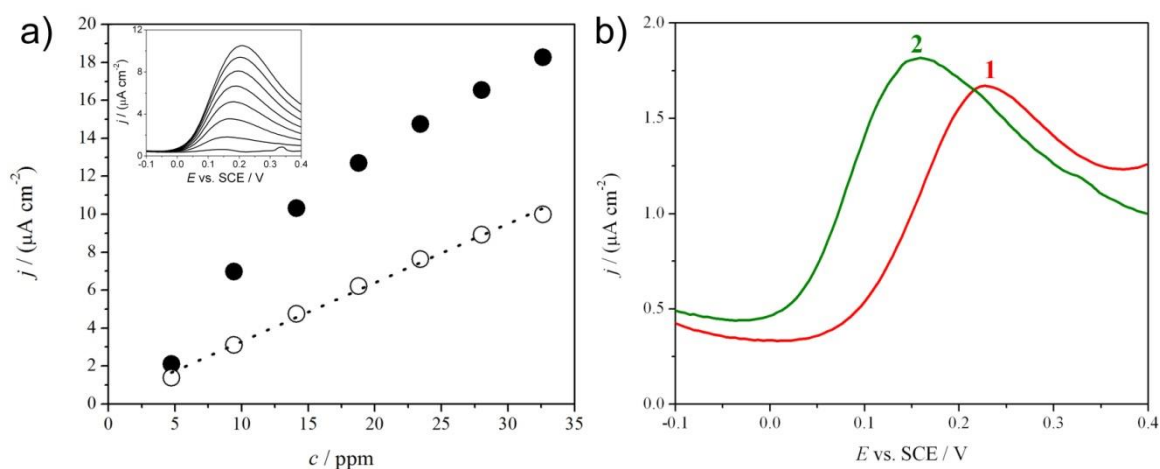 a)
20
18
16
14
12
10
8
6
4
2
0
j / (μA cm⁻²)
0 5 10 15 20 25 30 35
c / ppm
12
8
4
0
j / (μA cm⁻²)
-0.1 0.0 0.1 0.2 0.3 0.4
E vs. SCE / V
b)
2.0
1.5
1.0
0.5
0.0
j / (μA cm⁻²)
2
1
-0.1 0.0 0.1 0.2 0.3 0.4
E vs. SCE / V